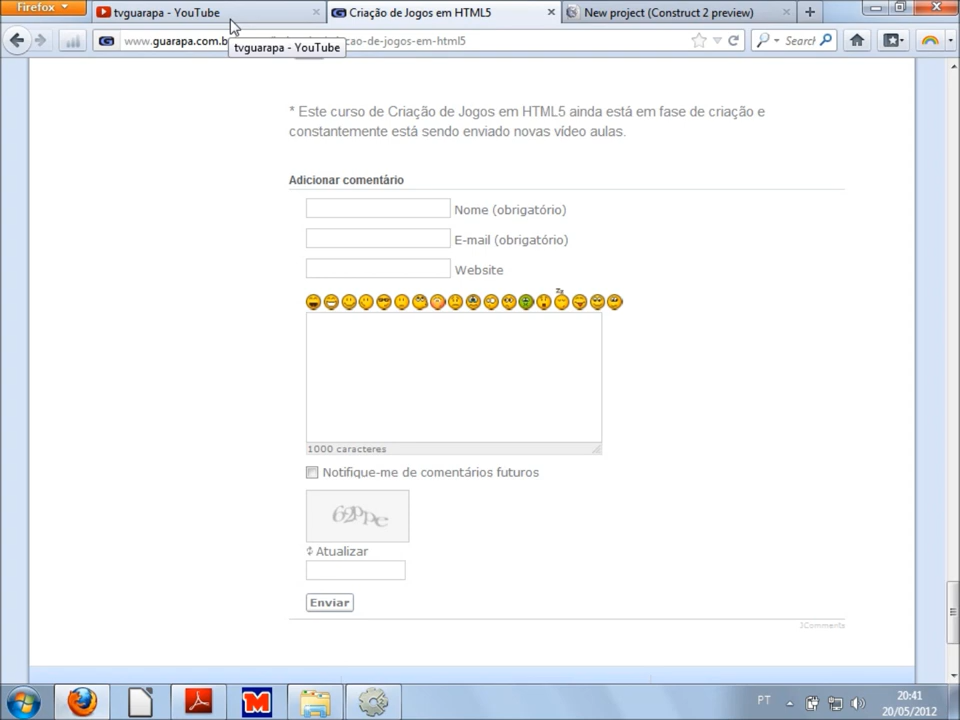 Firefox
tvguarapa - YouTube
Criação de Jogos em HTML5
New project (Construct 2 preview)
www.guarapa.com.b
cao-de-jogos-em-html5
Search
tvguarapa - YouTube
* Este curso de Criação de Jogos em HTML5 ainda está em fase de criação e
constantemente está sendo enviado novas vídeo aulas.
Adicionar comentário
Nome (obrigatório)
E-mail (obrigatório)
Website
1000 caracteres
Notifique-me de comentários futuros
Atualizar
Enviar
JComments
PT
20:41
20/05/2012